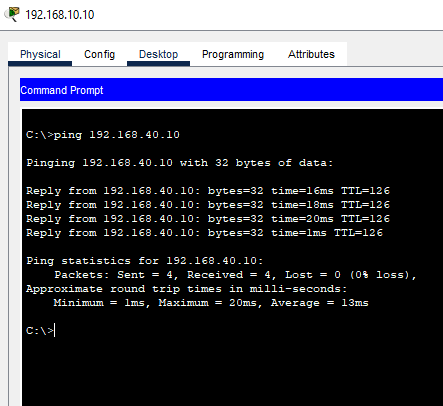 192.168.10.10
Physical Config Desktop Programming Attributes
Command Prompt
C:\>ping 192.168.40.10
Pinging 192.168.40.10 with 32 bytes of data:
Reply from 192.168.40.10: bytes=32 time=16ms TTL=126
Reply from 192.168.40.10: bytes=32 time=18ms TTL=126
Reply from 192.168.40.10: bytes=32 time=20ms TTL=126
Reply from 192.168.40.10: bytes=32 time=1ms TTL=126
Ping statistics for 192.168.40.10:
    Packets: Sent = 4, Received = 4, Lost = 0 (0% loss),
Approximate round trip times in milli-seconds:
    Minimum = 1ms, Maximum = 20ms, Average = 13ms
C:\>